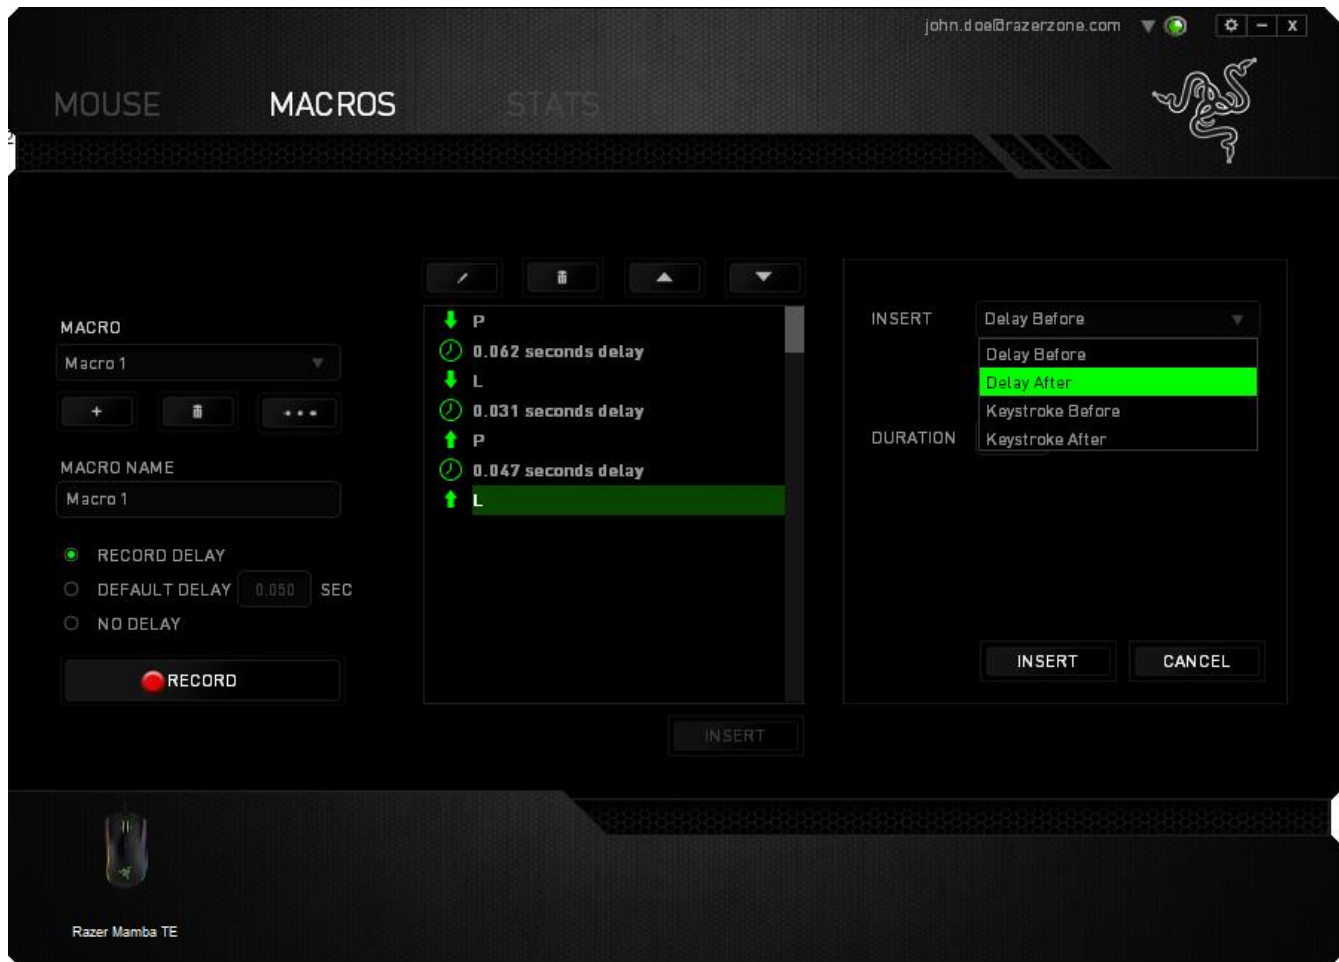 john.doe@razerzone.com
MOUSE MACROS STATS
MACRO
Macro 1
MACRO NAME
Macro 1
RECORD DELAY
DEFAULT DELAY 0.050 SEC
NO DELAY
RECORD
P
0.062 seconds delay
L
0.031 seconds delay
P
0.047 seconds delay
L
INSERT
INSERT Delay Before
Delay Before
Delay After
Keystroke Before
Keystroke After
DURATION
INSERT CANCEL
Razer Mamba TE